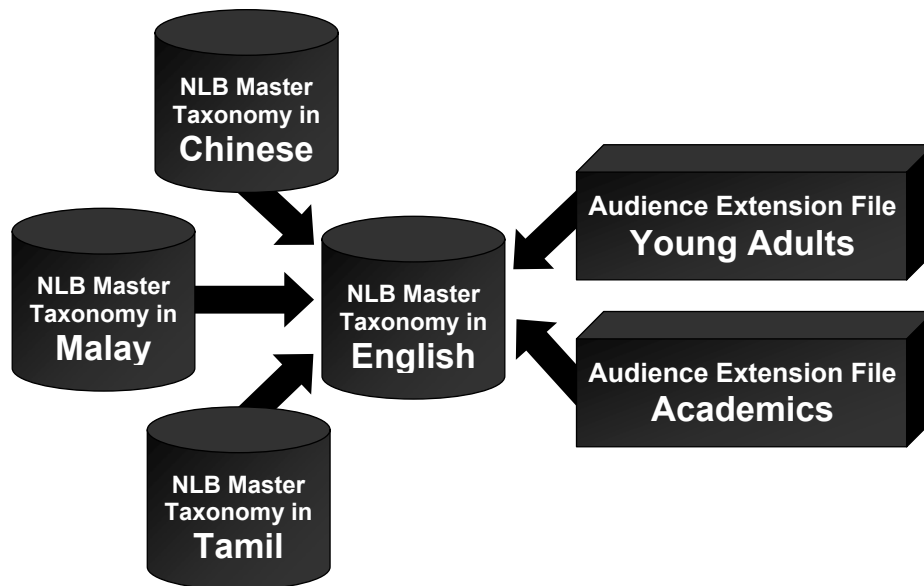 NLB Master
Taxonomy in
Chinese
NLB Master
Taxonomy in
Malay
NLB Master
Taxonomy in
Tamil
NLB Master
Taxonomy in
English
Audience Extension File
Young Adults
Audience Extension File
Academics